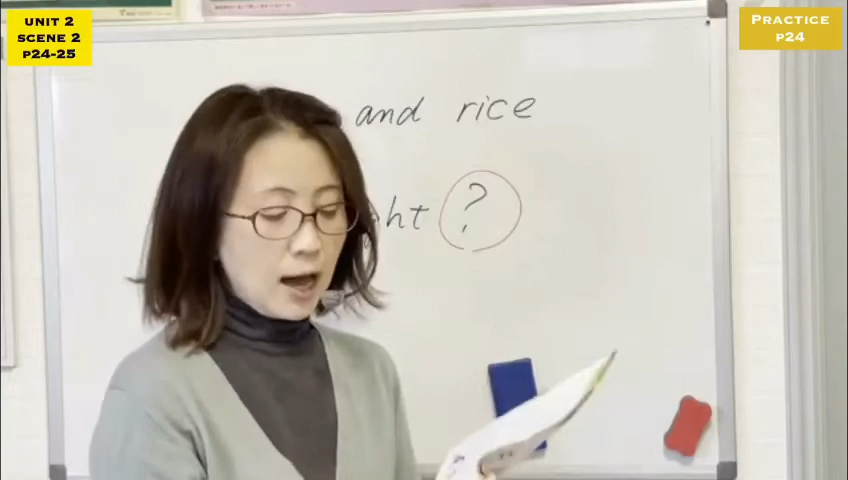 UNIT 2
SCENE 2
P24-25
PRACTICE
P24
and rice
ht ?